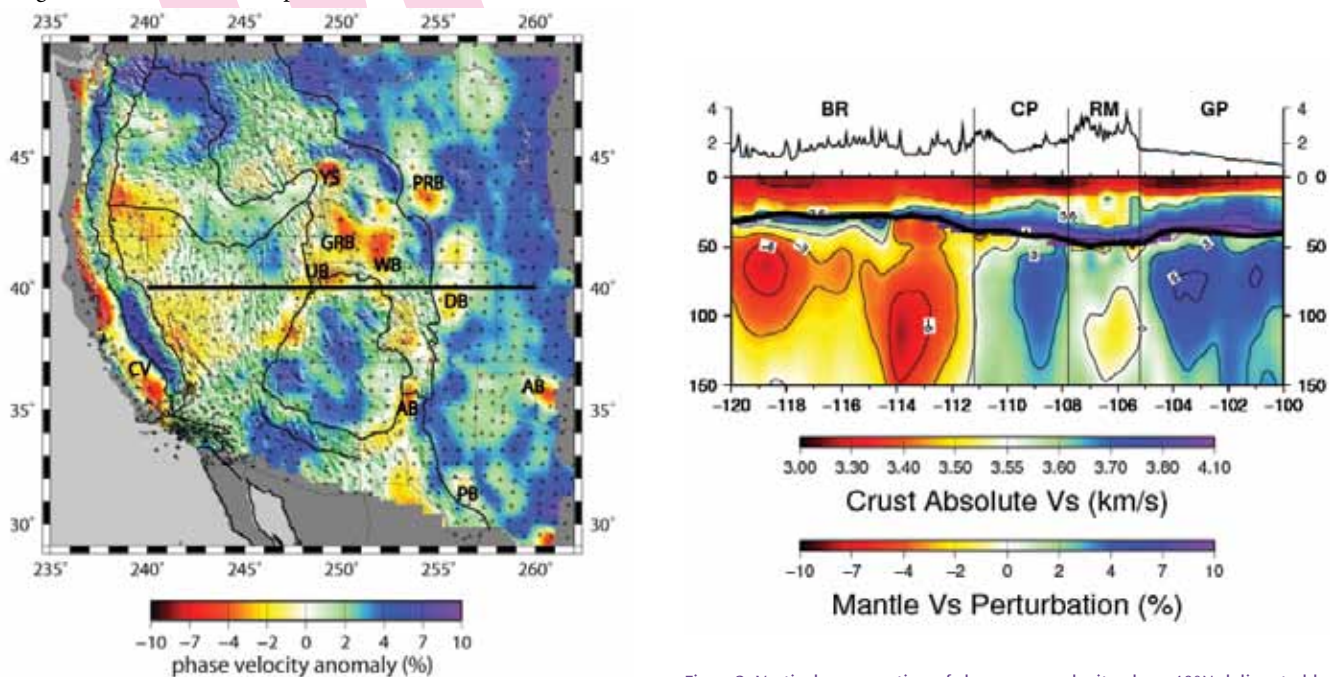 235˚ 240˚ 245˚ 250˚ 255˚ 260˚
45˚ 45˚
40˚ 40˚
35˚ 35˚
30˚ 30˚
YS
PRB
GRB
WB
UB
DB
CV
AB
AB
PB
235˚ 240˚ 245˚ 250˚ 255˚ 260˚
-10 -7 -4 -2 0 2 4 7 10
phase velocity anomaly (%)
BR CP RM GP
4 4
2 2
0 0 0
50 50
100 100
150 150
-120 -118 -116 -114 -112 -110 -108 -106 -104 -102 -100
3.00 3.30 3.40 3.50 3.55 3.60 3.70 3.80 4.10
Crust Absolute Vs (km/s)
-10 -7 -4 -2 0 2 4 7 10
Mantle Vs Perturbation (%)